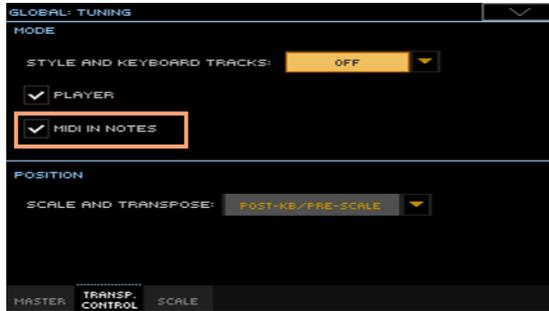 GLOBAL: TUNING
MODE
STYLE AND KEYBOARD TRACKS: OFF
PLAYER
MIDI IN NOTES
POSITION
SCALE AND TRANSPOSE: POST-KB/PRE-SCALE
MASTER TRANSP. CONTROL SCALE